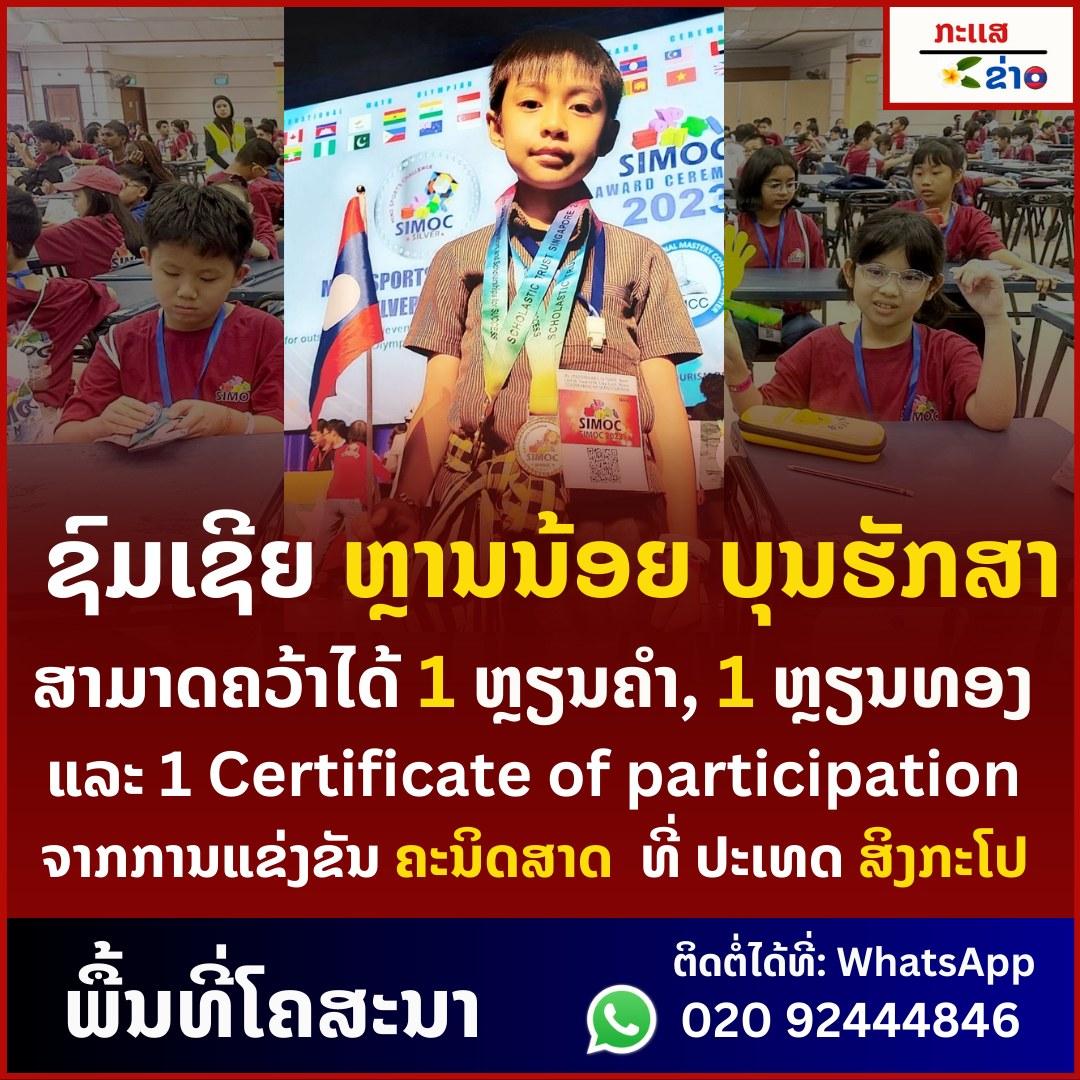 ກະແສ
ຂ່າວ
AWARD CEREMO
SIMOC
AWARD CEREM
2023
SIMOC
SILVER
SIMOC
SIMOC 2023
SIMOC
ຊົມເຊີຍ ຫຼານນ້ອຍ ບຸນຮັກສາ
ສາມາດຄວ້າໄດ້ 1 ຫຼຽນຄຳ, 1 ຫຼຽນທອງ
ແລະ 1 Certificate of participation
ຈາກການແຂ່ງຂັນ ຄະນິດສາດ ທີ່ ປະເທດ ສິງກະໂປ
ພື້ນທີ່ໂຄສະນາ
ຕິດຕໍ່ໄດ້ທີ່: WhatsApp
020 92444846